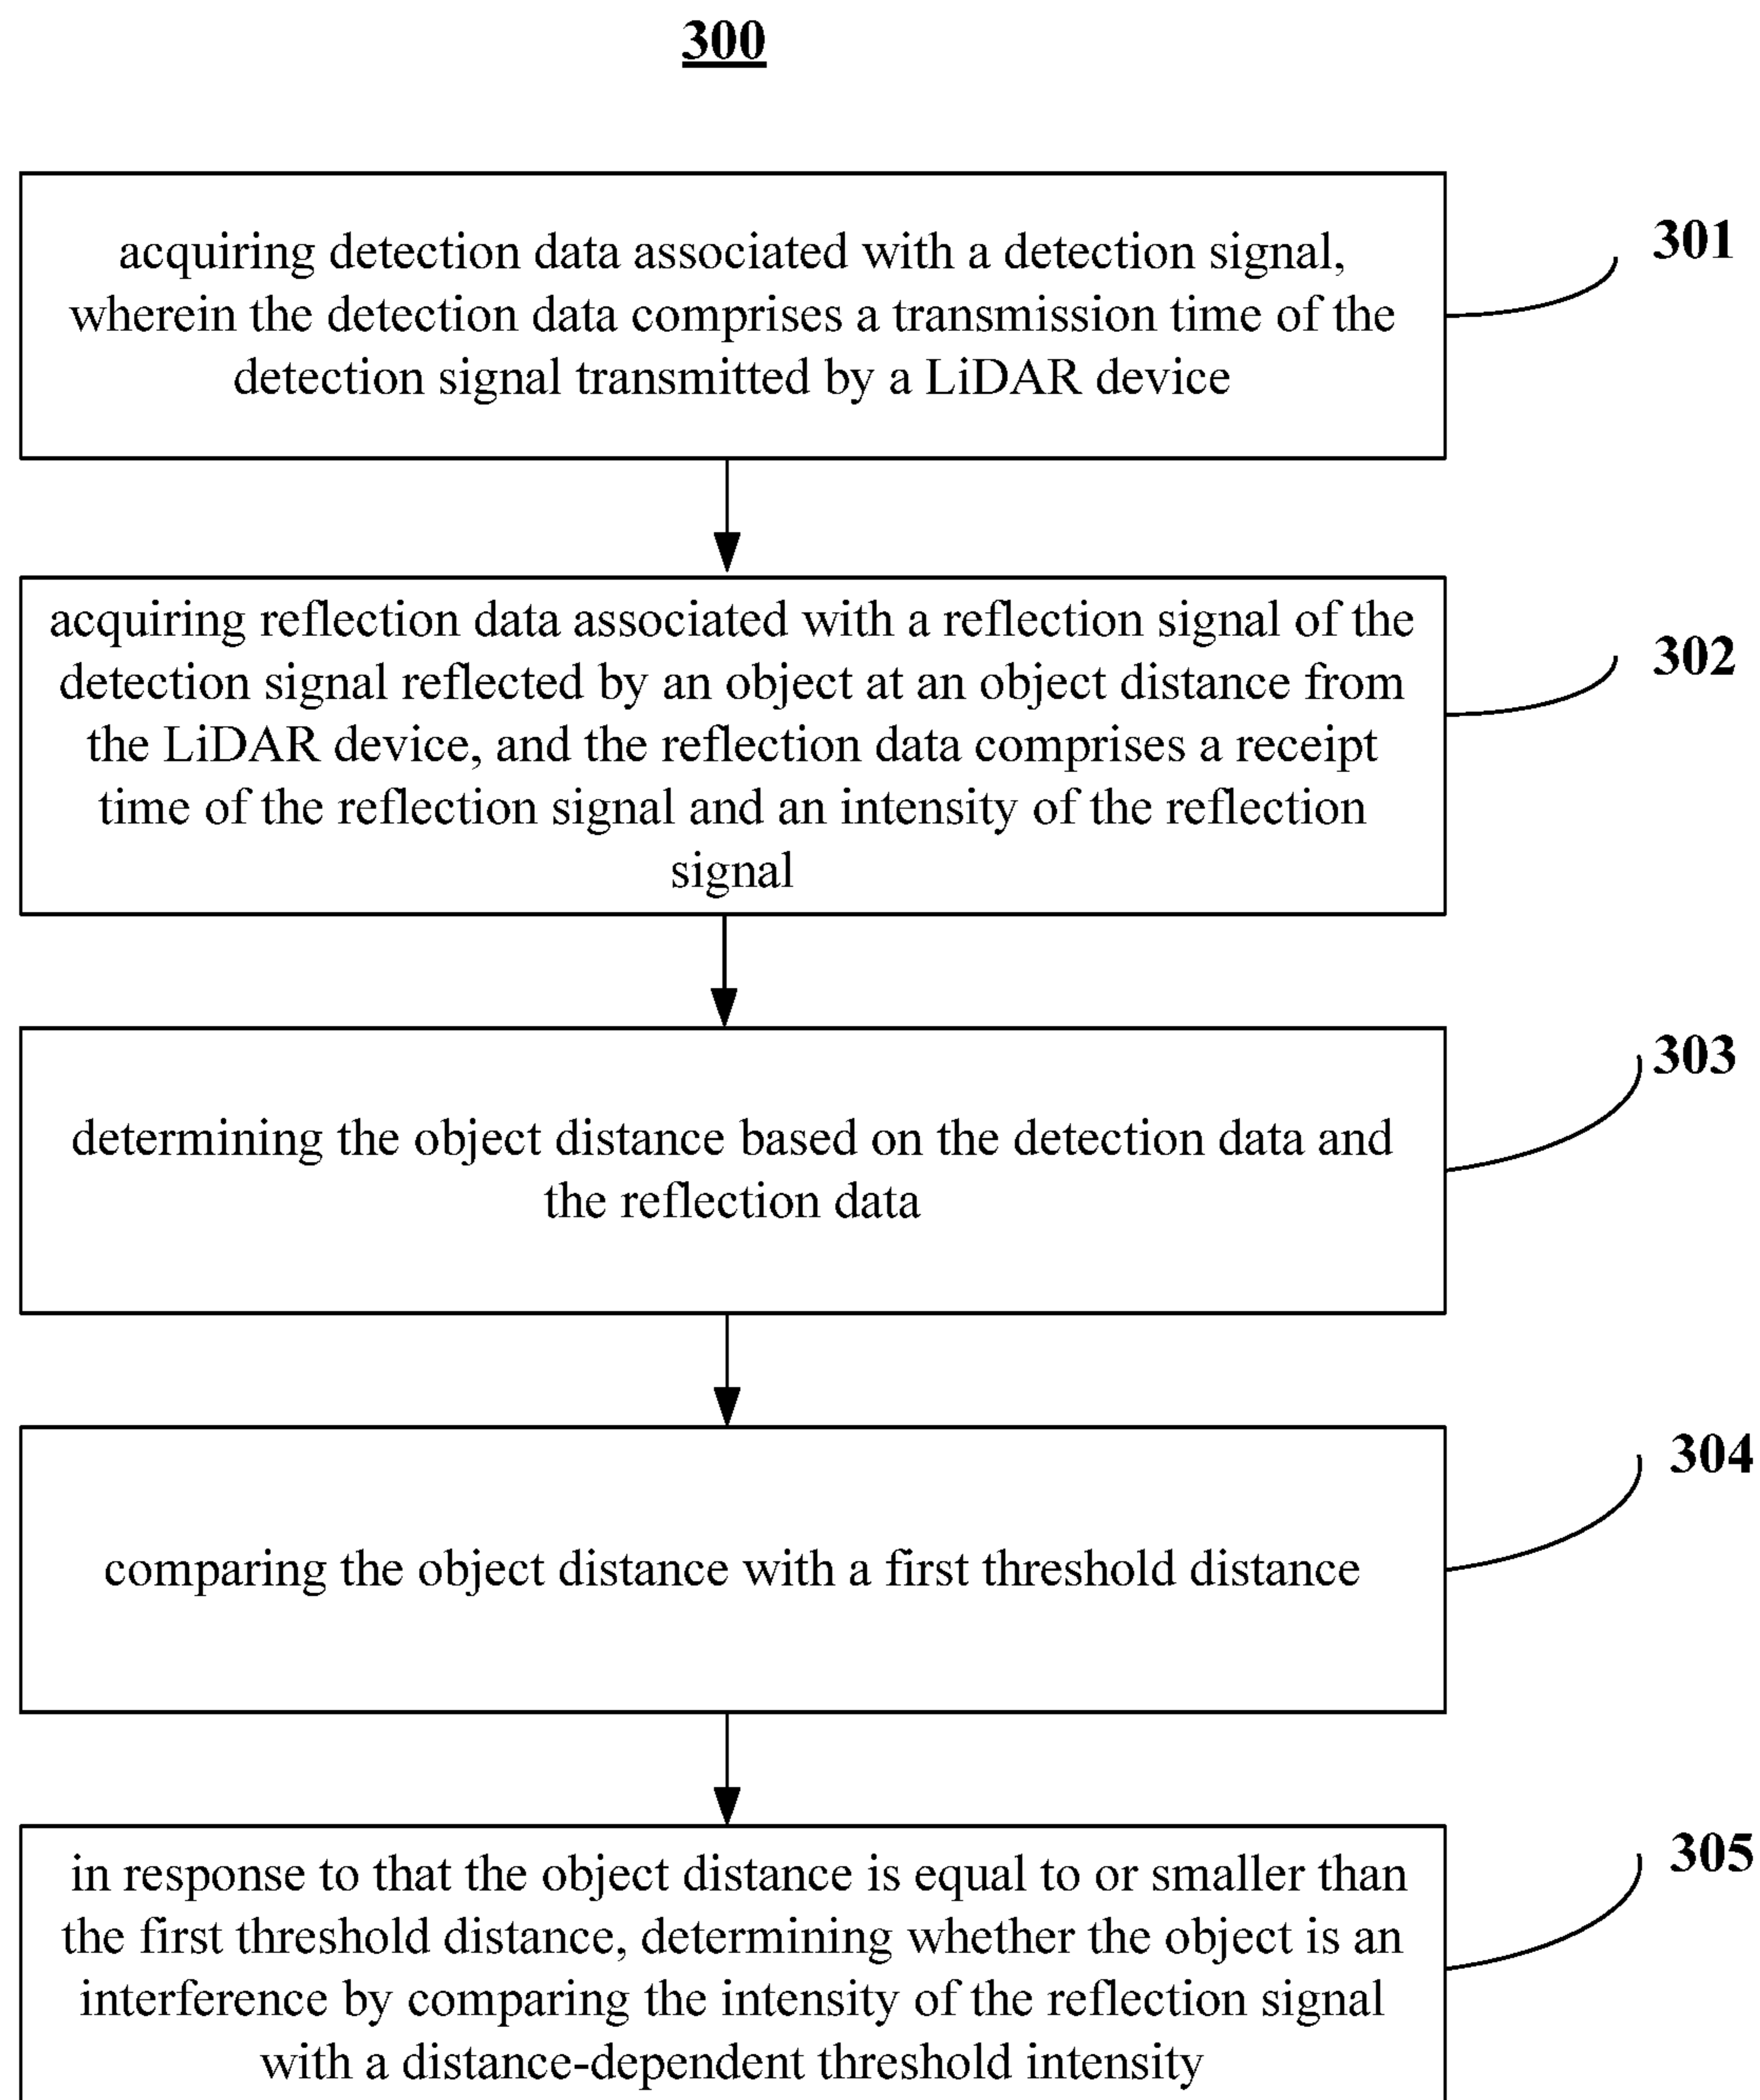 300
acquiring detection data associated with a detection signal,
wherein the detection data comprises a transmission time of the
detection signal transmitted by a LiDAR device
301
acquiring reflection data associated with a reflection signal of the
detection signal reflected by an object at an object distance from
the LiDAR device, and the reflection data comprises a receipt
time of the reflection signal and an intensity of the reflection
signal
302
determining the object distance based on the detection data and
the reflection data
303
comparing the object distance with a first threshold distance
304
in response to that the object distance is equal to or smaller than
the first threshold distance, determining whether the object is an
interference by comparing the intensity of the reflection signal
with a distance-dependent threshold intensity
305